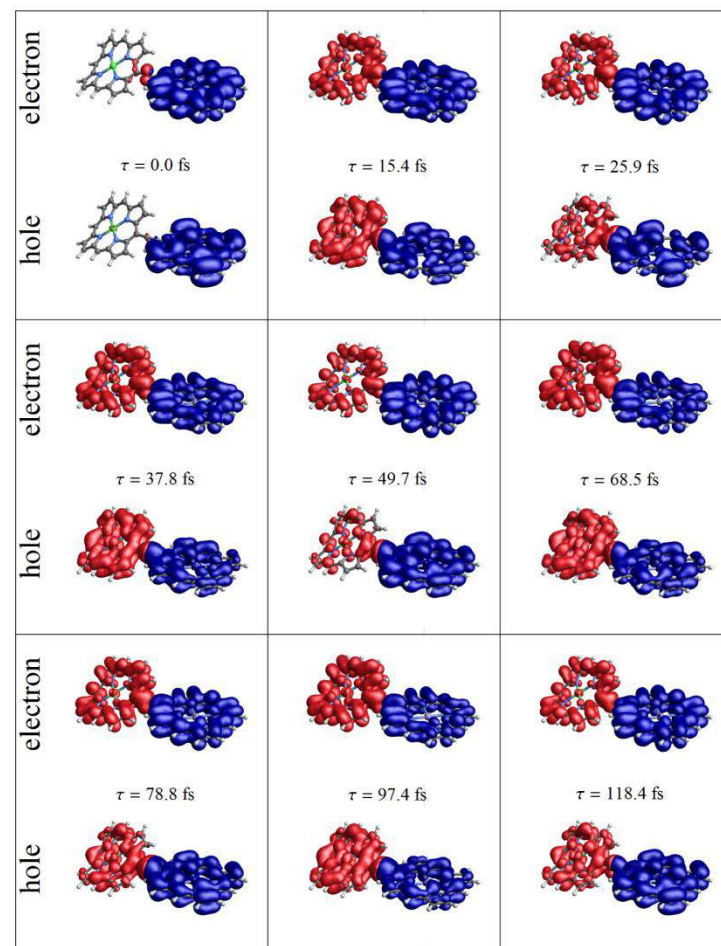 electron
τ = 0.0 fs
τ = 15.4 fs
τ = 25.9 fs
hole
electron
τ = 37.8 fs
τ = 49.7 fs
τ = 68.5 fs
hole
electron
τ = 78.8 fs
τ = 97.4 fs
τ = 118.4 fs
hole